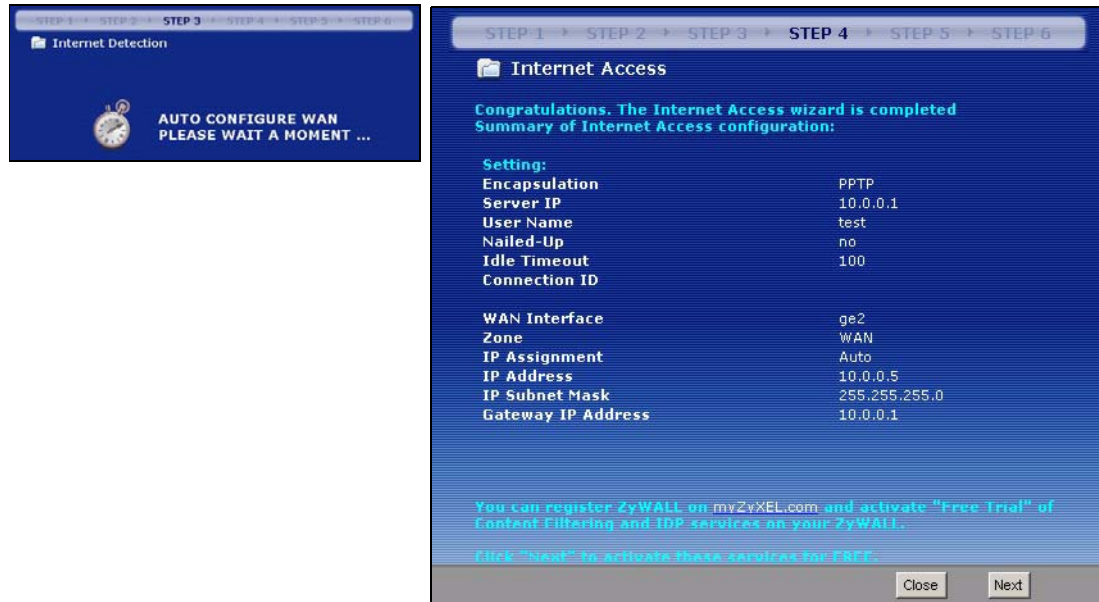 STEP 1 STEP 2 STEP 3 STEP 4 STEP 5 STEP 6
Internet Detection
AUTO CONFIGURE WAN
PLEASE WAIT A MOMENT ...
STEP 1 STEP 2 STEP 3 STEP 4 STEP 5 STEP 6
Internet Access
Congratulations. The Internet Access wizard is completed
Summary of Internet Access configuration:
Setting:
Encapsulation PPTP
Server IP 10.0.0.1
User Name test
Nailed-Up no
Idle Timeout 100
Connection ID
WAN Interface ge2
Zone WAN
IP Assignment Auto
IP Address 10.0.0.5
IP Subnet Mask 255.255.255.0
Gateway IP Address 10.0.0.1
You can register ZyWALL on myZyXEL.com and activate "Free Trial" of
Content Filtering and IDP services on your ZyWALL.
Click "Next" to activate these services for FREE.
Close Next